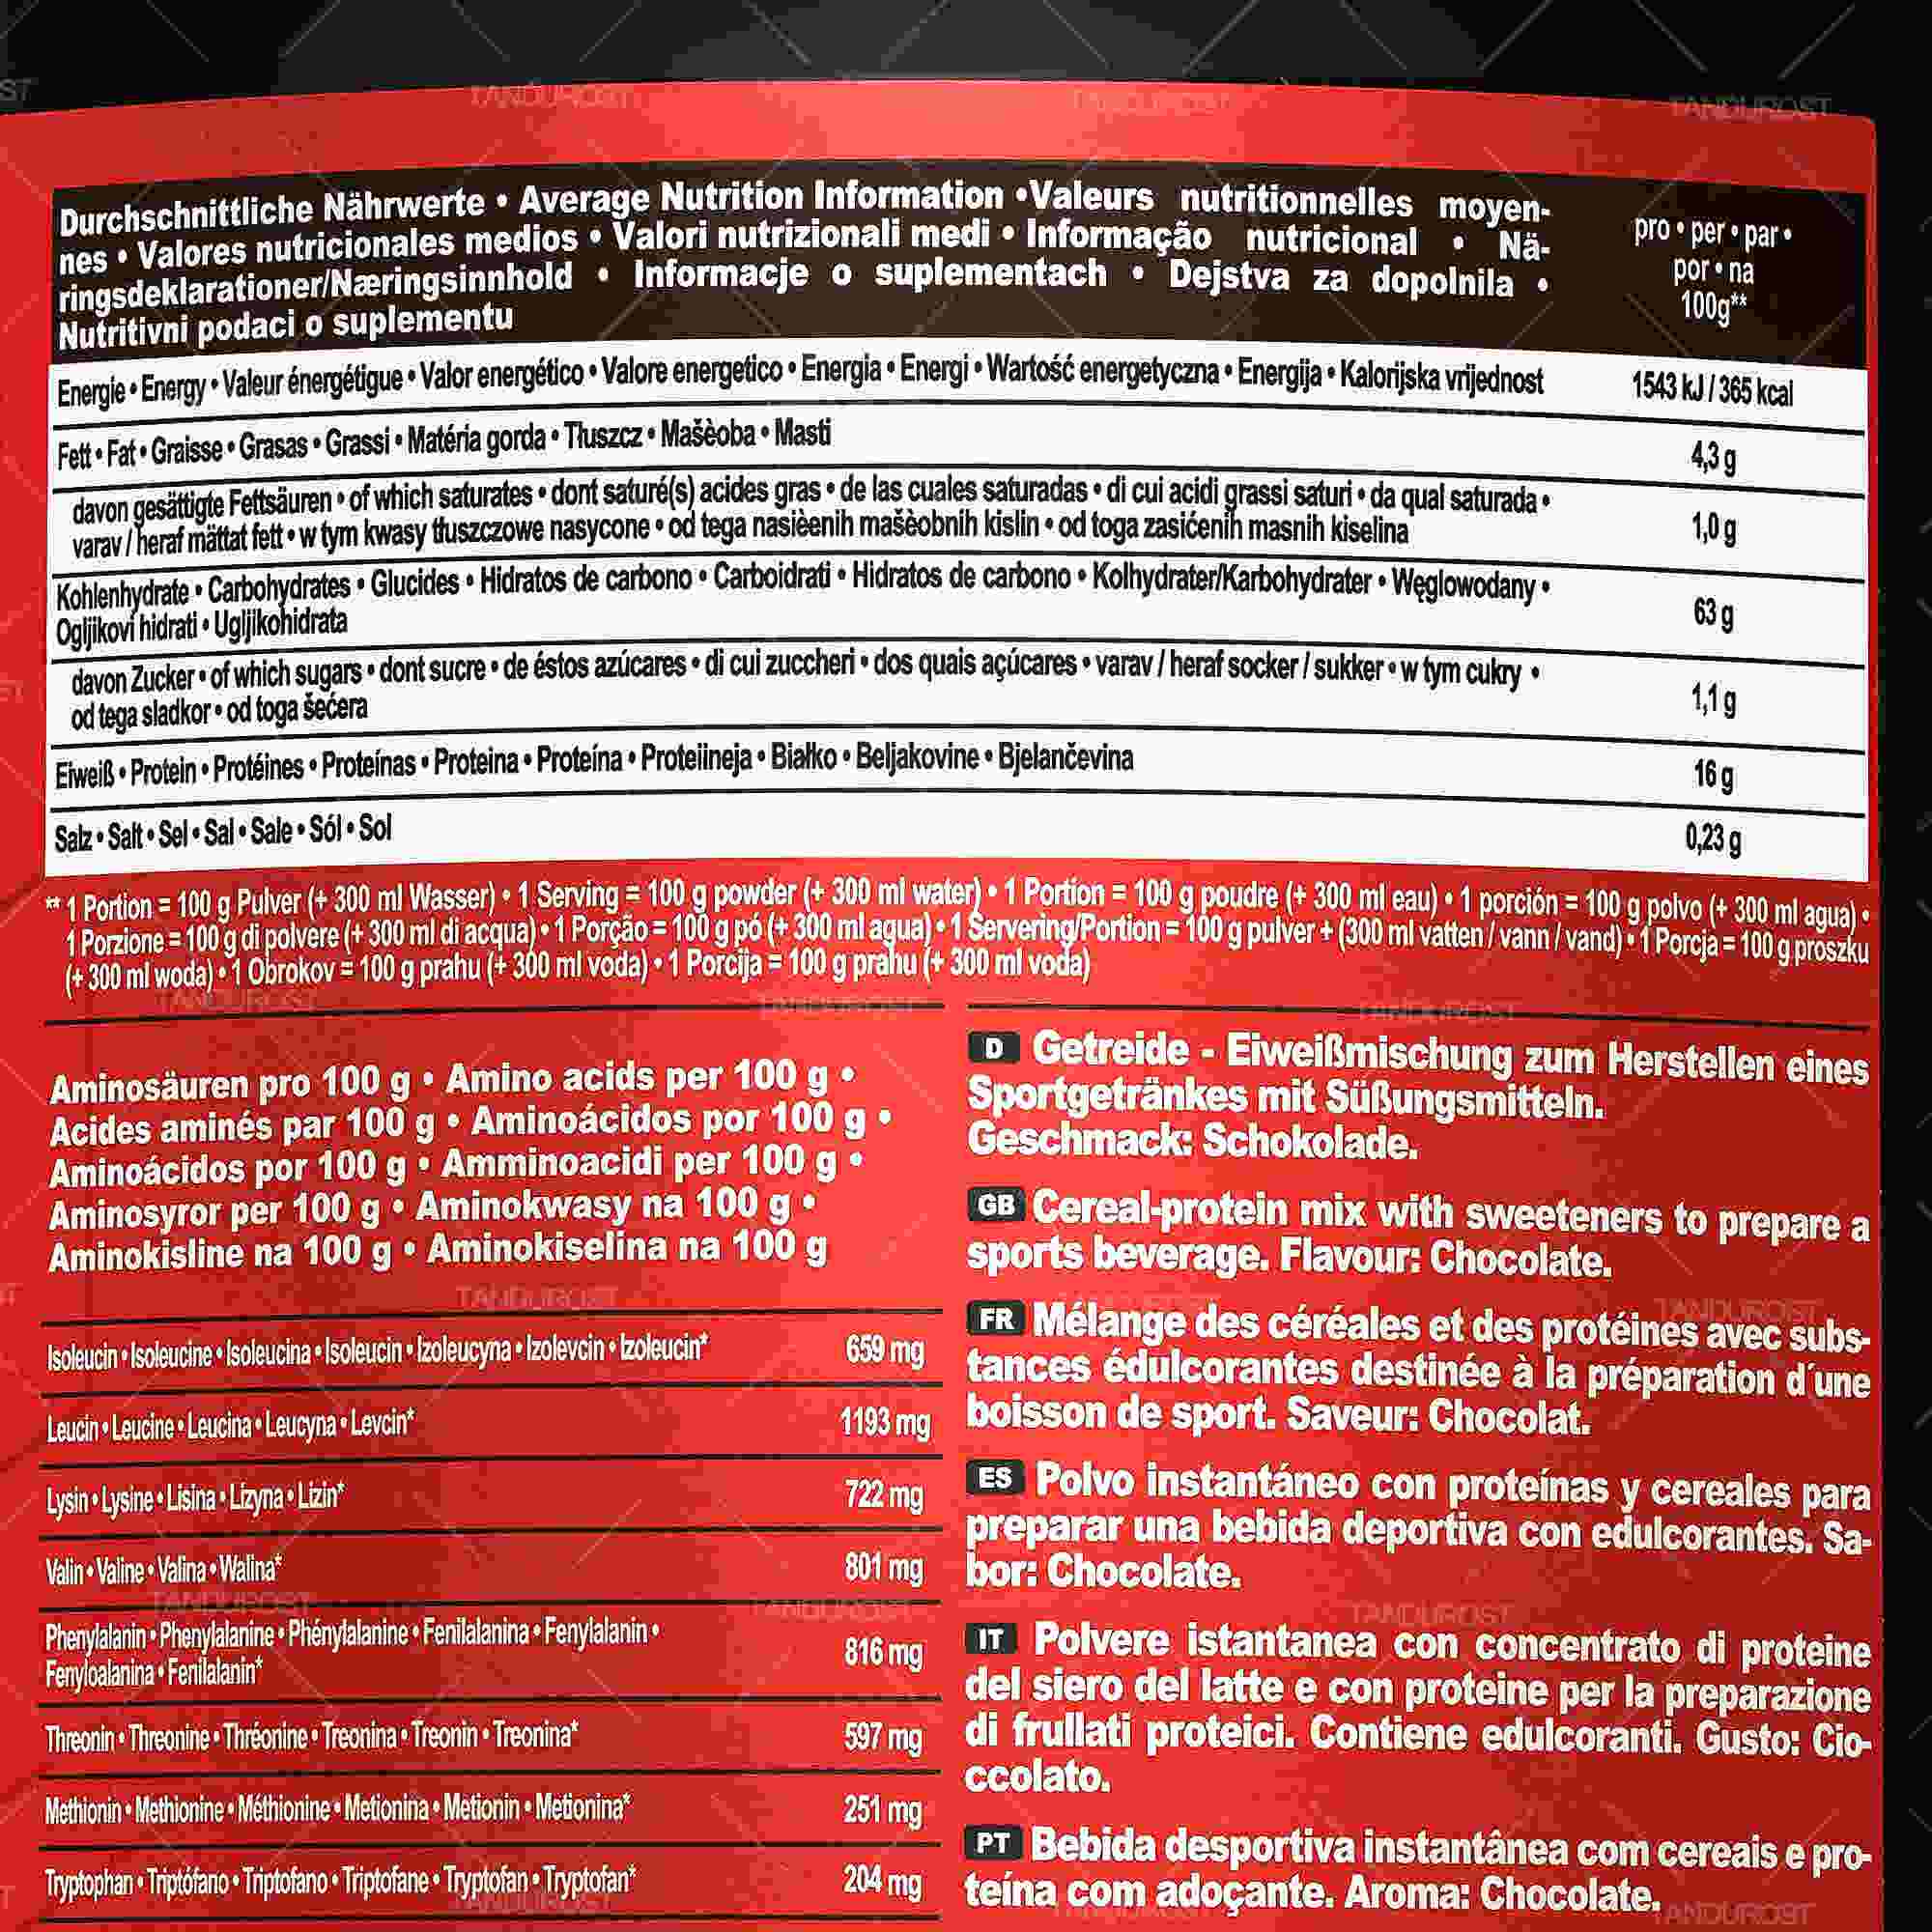 Durchschnittliche Nährwerte • Average Nutrition Information •Valeurs nutritionnelles moyen-
nes • Valores nutricionales medios • Valori nutrizionali medi • Informação nutricional • Nä-
ringsdeklarationer/Næringsinnhold • Informacje o suplementach • Dejstva za dopolnila •
Nutritivni podaci o suplementu
pro • per • par •
por • na
100g**
Energie • Energy • Valeur énergétigue • Valor energético • Valore energetico • Energia • Energi • Wartość energetyczna • Energija • Kalorijska vrijednost 1543 kJ / 365 kcal
Fett • Fat • Graisse • Grasas • Grassi • Matéria gorda • Tłuszcz • Mašèoba • Masti 4,3 g
davon gesättigte Fettsäuren • of which saturates • dont saturé(s) acides gras • de las cuales saturadas • di cui acidi grassi saturi • da qual saturada •
varav / heraf mättat fett • w tym kwasy tłuszczowe nasycone • od tega nasièenih mašèobnih kislin • od toga zasićenih masnih kiselina 1,0 g
Kohlenhydrate • Carbohydrates • Glucides • Hidratos de carbono • Carboidrati • Hidratos de carbono • Kolhydrater/Karbohydrater • Węglowodany •
Ogljikovi hidrati • Ugljikohidrata 63 g
davon Zucker • of which sugars • dont sucre • de éstos azúcares • di cui zuccheri • dos quais açúcares • varav / heraf socker / sukker • w tym cukry •
od tega sladkor • od toga šećera 1,1 g
Eiweiß • Protein • Protéines • Proteínas • Proteina • Proteína • Proteiineja • Białko • Beljakovine • Bjelančevina 16 g
Salz • Salt • Sel • Sal • Sale • Sól • Sol 0,23 g
** 1 Portion = 100 g Pulver (+ 300 ml Wasser) • 1 Serving = 100 g powder (+ 300 ml water) • 1 Portion = 100 g poudre (+ 300 ml eau) • 1 porción = 100 g polvo (+ 300 ml agua) •
1 Porzione = 100 g di polvere (+ 300 ml di acqua) • 1 Porção = 100 g pó (+ 300 ml agua) • 1 Servering/Portion = 100 g pulver + (300 ml vatten / vann / vand) • 1 Porcja = 100 g proszku
(+ 300 ml woda) • 1 Obrokov = 100 g prahu (+ 300 ml voda) • 1 Porcija = 100 g prahu (+ 300 ml voda)
Aminosäuren pro 100 g • Amino acids per 100 g •
Acides aminés par 100 g • Aminoácidos por 100 g •
Aminoácidos por 100 g • Amminoacidi per 100 g •
Aminosyror per 100 g • Aminokwasy na 100 g •
Aminokisline na 100 g • Aminokiselina na 100 g
Isoleucin • Isoleucine • Isoleucina • Isoleucin • Izoleucyna • Izolevcin • Izoleucin* 659 mg
Leucin • Leucine • Leucina • Leucyna • Levcin* 1193 mg
Lysin • Lysine • Lisina • Lizyna • Lizin* 722 mg
Valin • Valine • Valina • Walina* 801 mg
Phenylalanin • Phenylalanine • Phénylalanine • Fenilalanina • Fenylalanin •
Fenyloalanina • Fenilalanin* 816 mg
Threonin • Threonine • Thréonine • Treonina • Treonin • Treonina* 597 mg
Methionin • Methionine • Méthionine • Metionina • Metionin • Metionina* 251 mg
Tryptophan • Triptófano • Triptofano • Triptofane • Tryptofan • Tryptofan* 204 mg
D Getreide - Eiweißmischung zum Herstellen eines
Sportgetränkes mit Süßungsmitteln.
Geschmack: Schokolade.
GB Cereal-protein mix with sweeteners to prepare a
sports beverage. Flavour: Chocolate.
FR Mélange des céréales et des protéines avec subs-
tances édulcorantes destinée à la préparation d´une
boisson de sport. Saveur: Chocolat.
ES Polvo instantáneo con proteínas y cereales para
preparar una bebida deportiva con edulcorantes. Sa-
bor: Chocolate.
IT Polvere istantanea con concentrato di proteine
del siero del latte e con proteine per la preparazione
di frullati proteici. Contiene edulcoranti. Gusto: Cio-
ccolato.
PT Bebida desportiva instantânea com cereais e pro-
teína com adoçante. Aroma: Chocolate.
TANDUROST